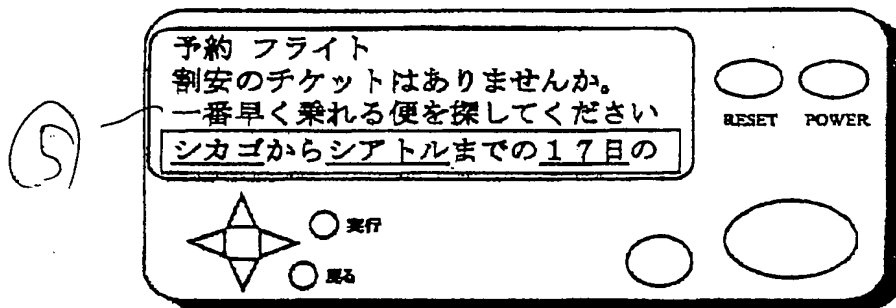 予約 フライト
割安のチケットはありませんか。
一番早く乗れる便を探してください
シカゴからシアトルまでの17日の
RESET POWER
実行
戻る
5